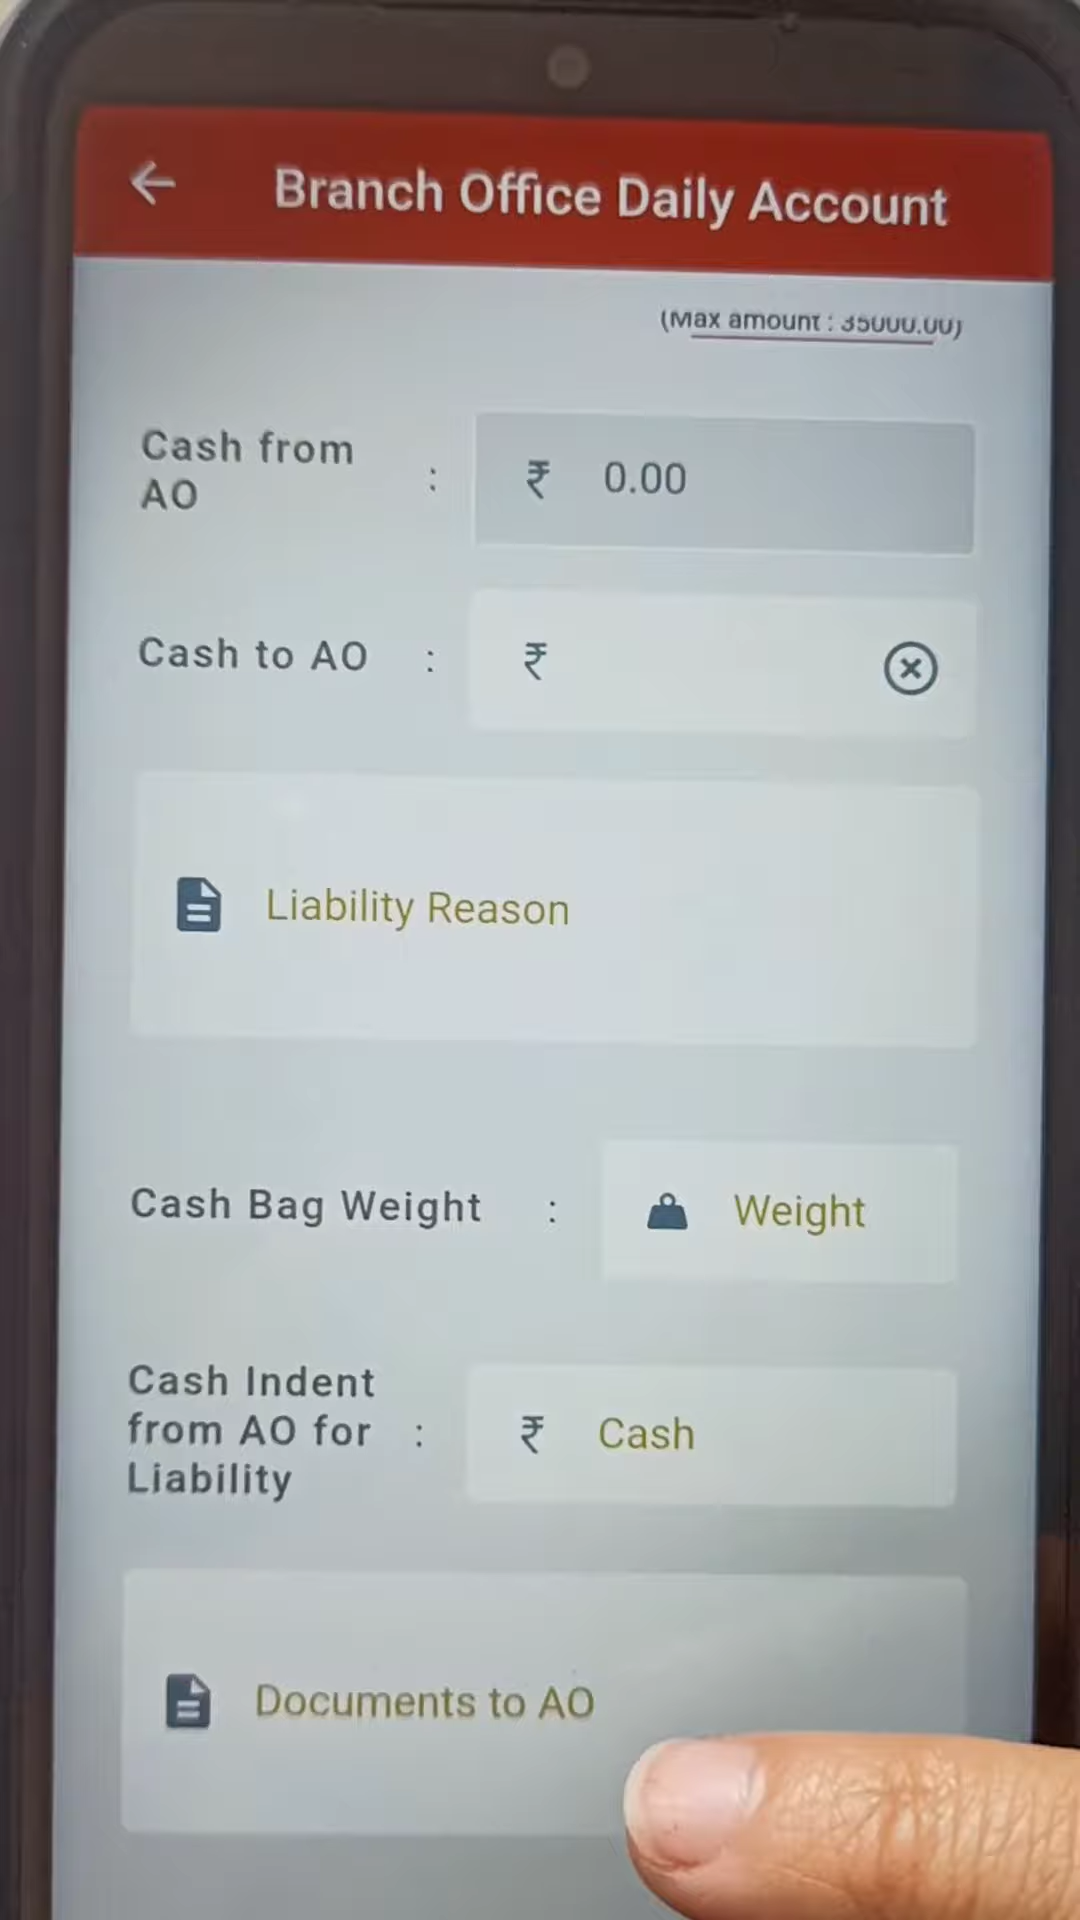 Branch Office Daily Account
(Max amount : 35000.00)
Cash from
AO
: ₹ 0.00
Cash to AO : ₹
Liability Reason
Cash Bag Weight : Weight
Cash Indent
from AO for : ₹ Cash
Liability
Documents to AO